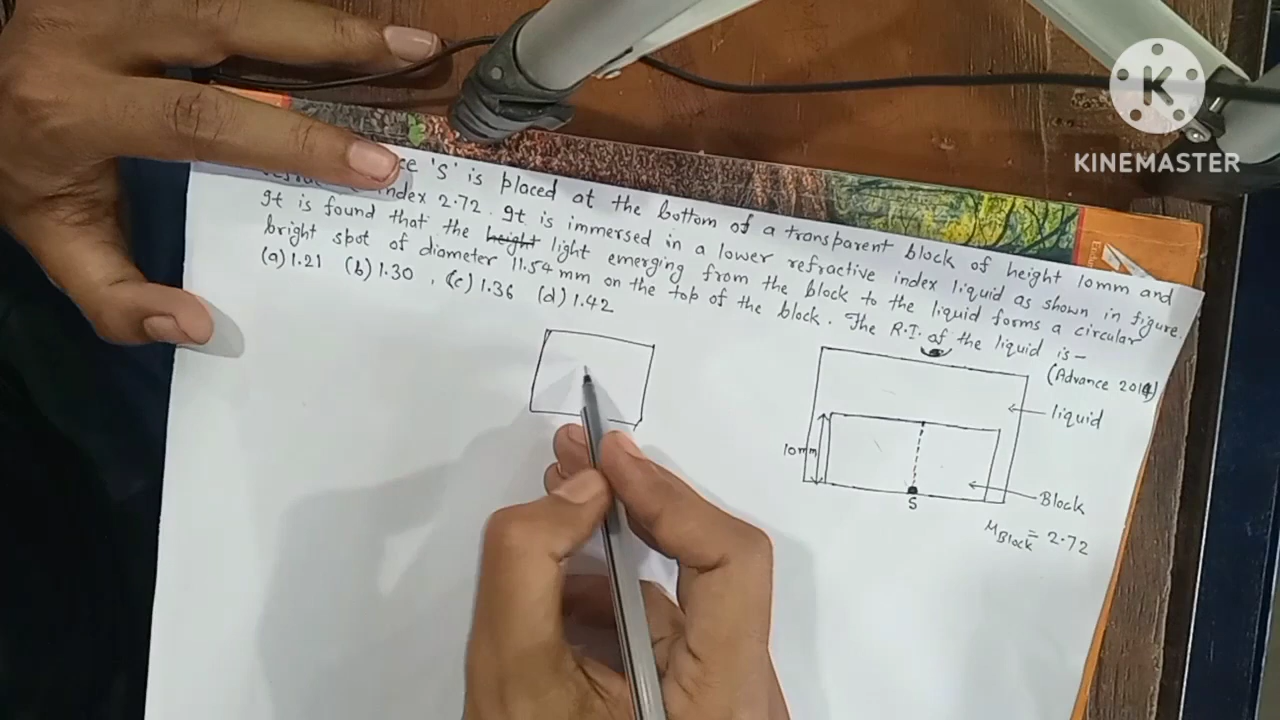 ce 'S' is placed at the bottom of a transparent block of height 10mm and
index 2.72. It is immersed in a lower refractive index liquid as shown in figure.
It is found that the height light emerging from the block to the liquid forms a circular
bright spot of diameter 11.54 mm on the top of the block. The R.I. of the liquid is-
(a) 1.21 (b) 1.30 , (c) 1.36 (d) 1.42
(Advance 2014)
liquid
10mm
Block
S
μBlock = 2.72
KINEMASTER